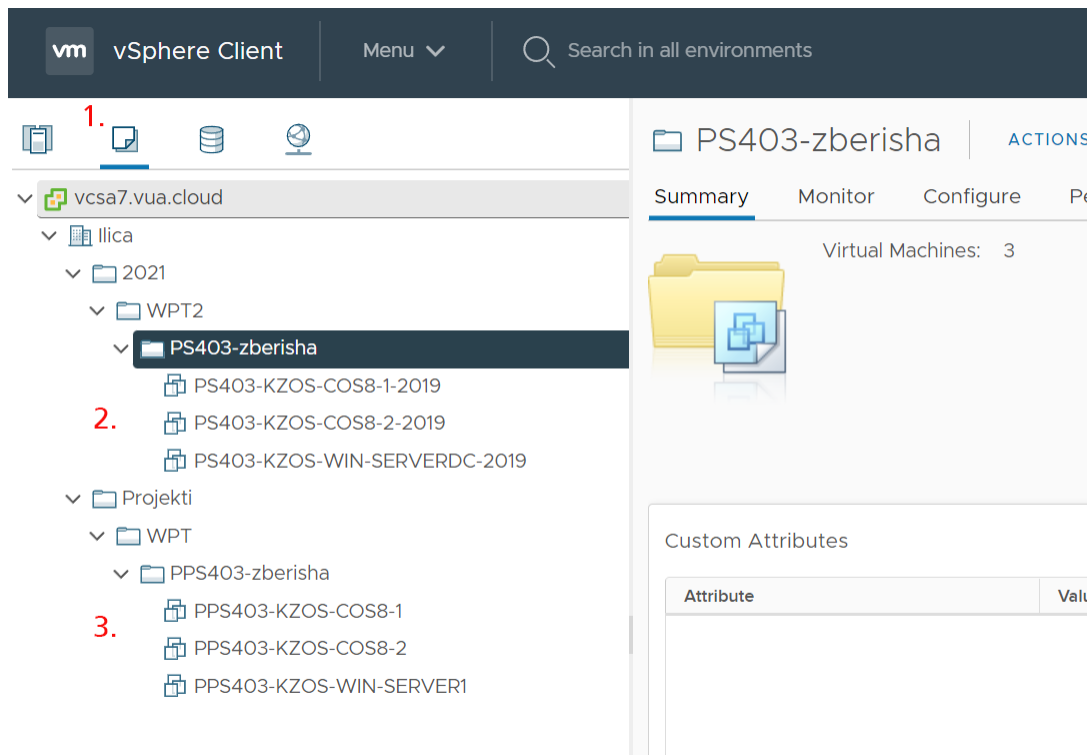 vm vSphere Client Menu Search in all environments
1.
PS403-zberisha ACTIONS
Summary Monitor Configure Pe
vcsa7.vua.cloud
Ilica
2021
WPT2
PS403-zberisha
PS403-KZOS-COS8-1-2019
2. PS403-KZOS-COS8-2-2019
PS403-KZOS-WIN-SERVERDC-2019
Projekti
WPT
PPS403-zberisha
PPS403-KZOS-COS8-1
3.
PPS403-KZOS-COS8-2
PPS403-KZOS-WIN-SERVER1
Virtual Machines: 3
Custom Attributes
Attribute Valu